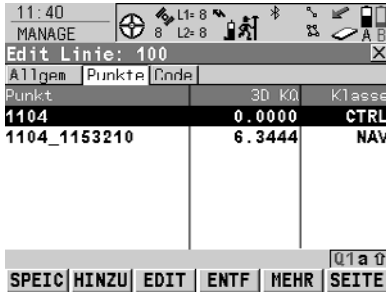 11:40
MANAGE
8
L1= 8
L2= 8
A B
Edit Linie: 100
Allgem Punkte Code
Punkt 3D KQ Klasse
1104 0.0000 CTRL
1104_1153210 6.3444 NAV
Q1 a
SPEIC HINZU EDIT ENTF MEHR SEITE